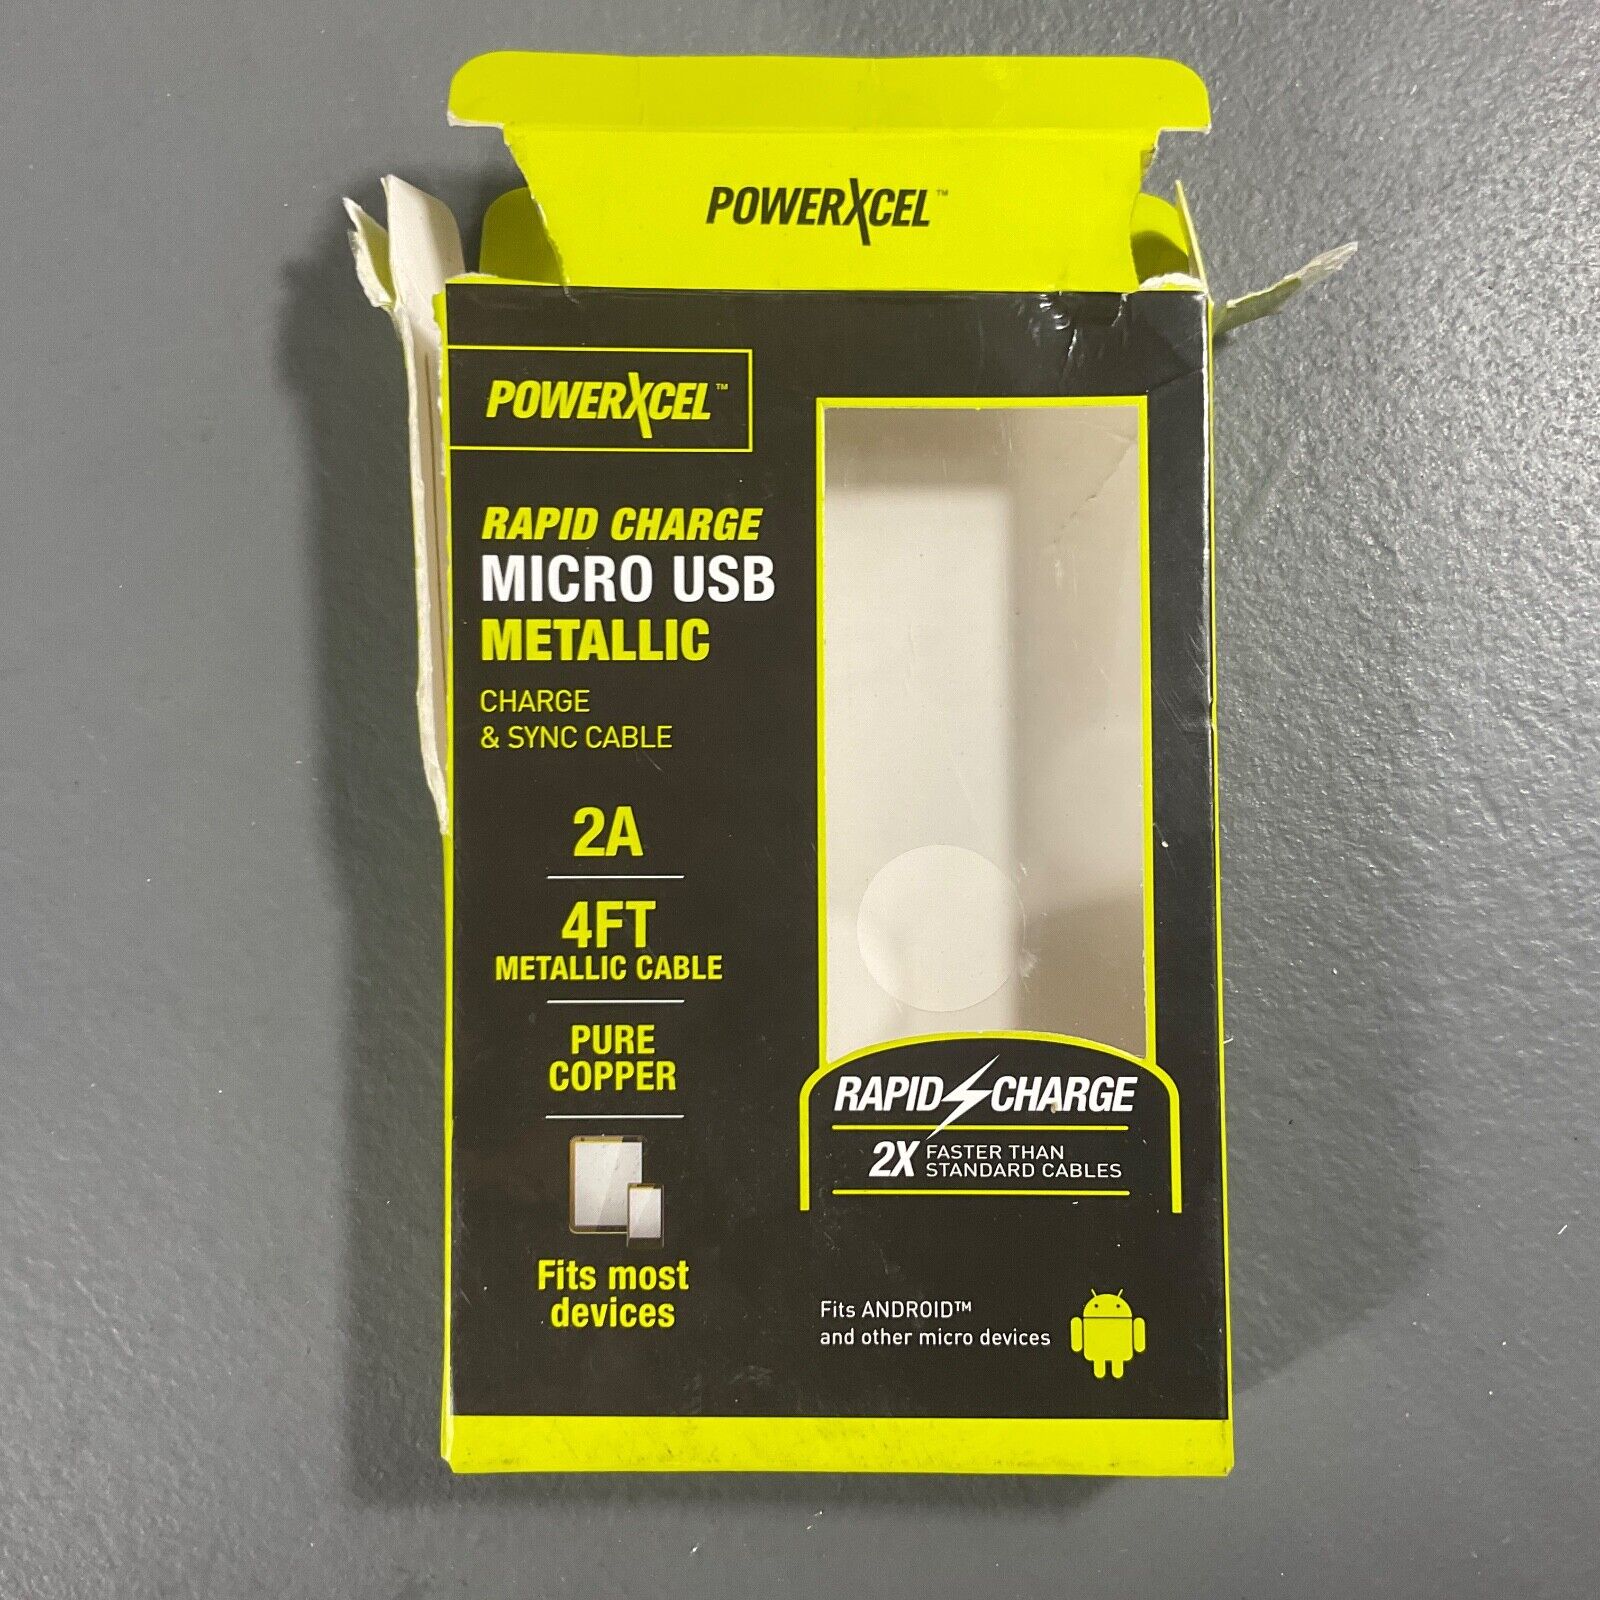 POWERXCEL™
POWERXCEL™
RAPID CHARGE
MICRO USB
METALLIC
CHARGE
& SYNC CABLE
2A
4FT
METALLIC CABLE
PURE
COPPER
Fits most
devices
RAPID CHARGE
2X FASTER THAN
STANDARD CABLES
Fits ANDROID™
and other micro devices